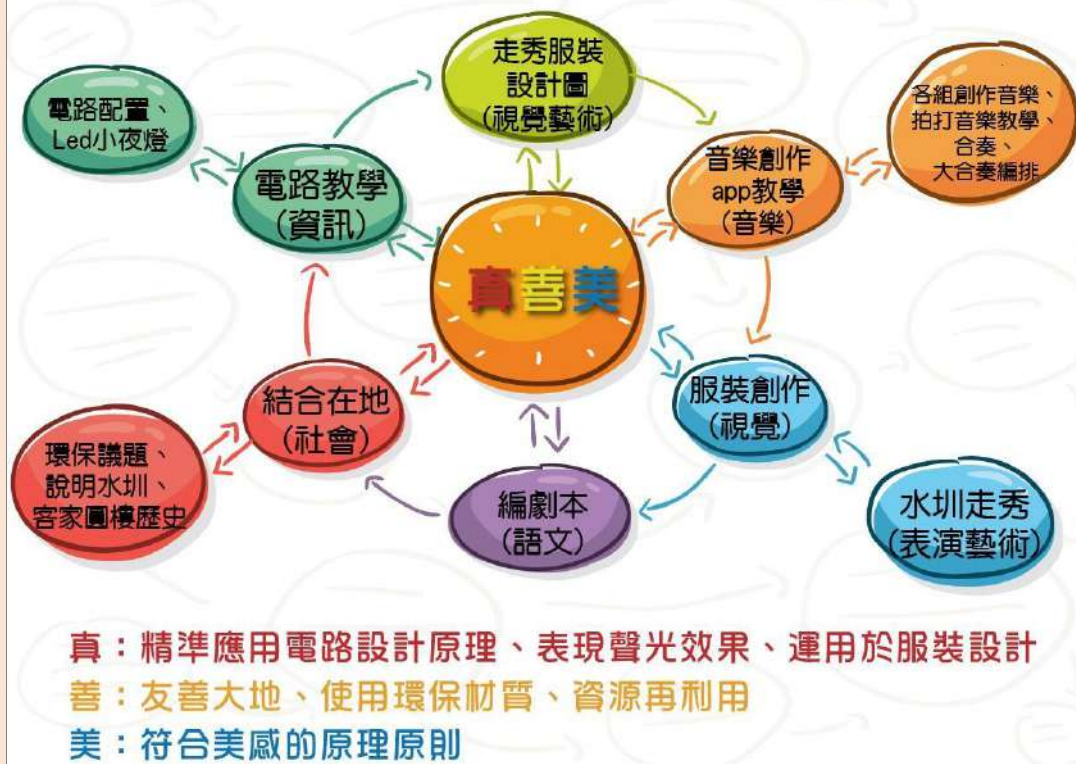 走秀服裝
設計圖
(視覺藝術)
電路配置、
Led小夜燈
各組創作音樂、
拍打音樂教學、
合奏、
大合奏編排
電路教學
(資訊)
音樂創作
app教學
(音樂)
真善美
結合在地
(社會)
服裝創作
(視覺)
環保議題、
說明水圳、
客家圓樓歷史
編劇本
(語文)
水圳走秀
(表演藝術)
真：精準應用電路設計原理、表現聲光效果、運用於服裝設計
善：友善大地、使用環保材質、資源再利用
美：符合美感的原理原則